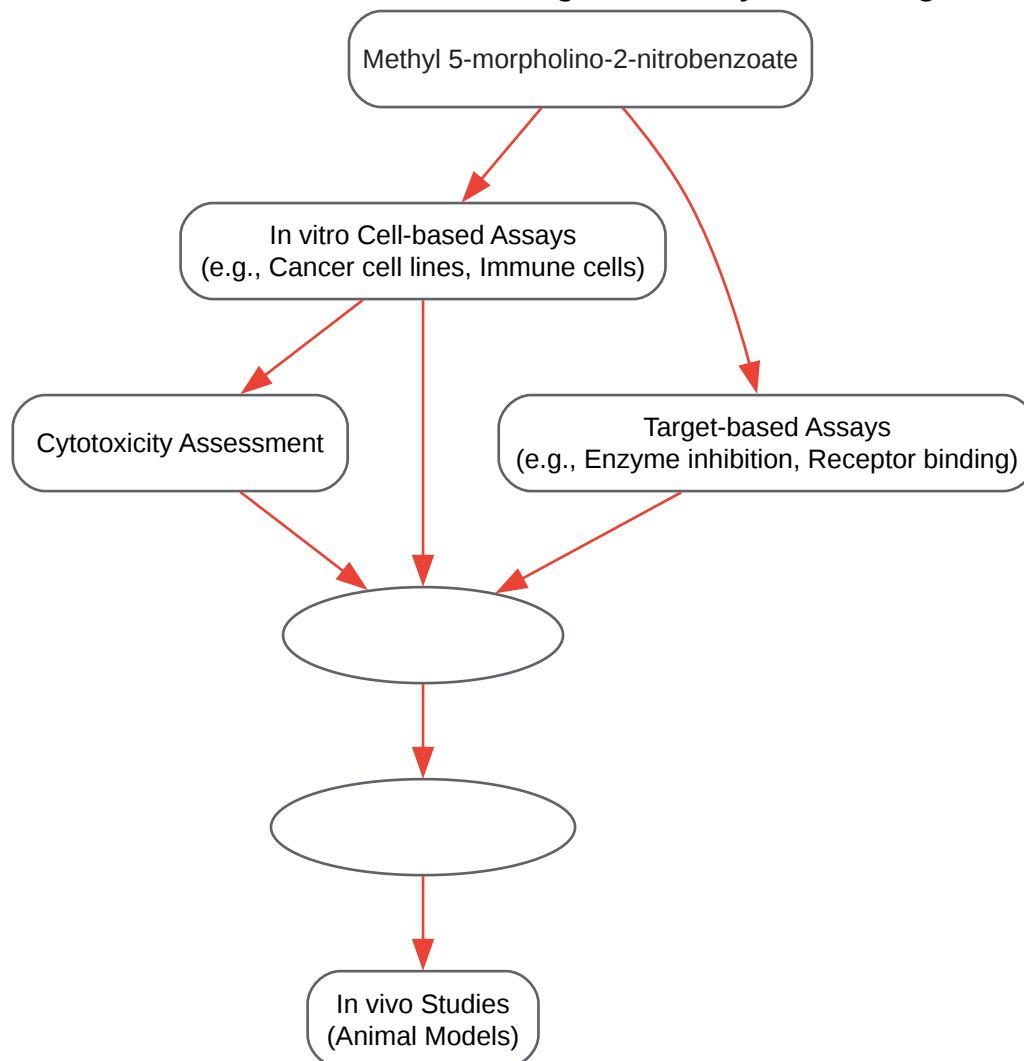 Methyl 5-morpholino-2-nitrobenzoate
In vitro Cell-based Assays
(e.g., Cancer cell lines, Immune cells)
Cytotoxicity Assessment
Target-based Assays
(e.g., Enzyme inhibition, Receptor binding)
In vivo Studies
(Animal Models)